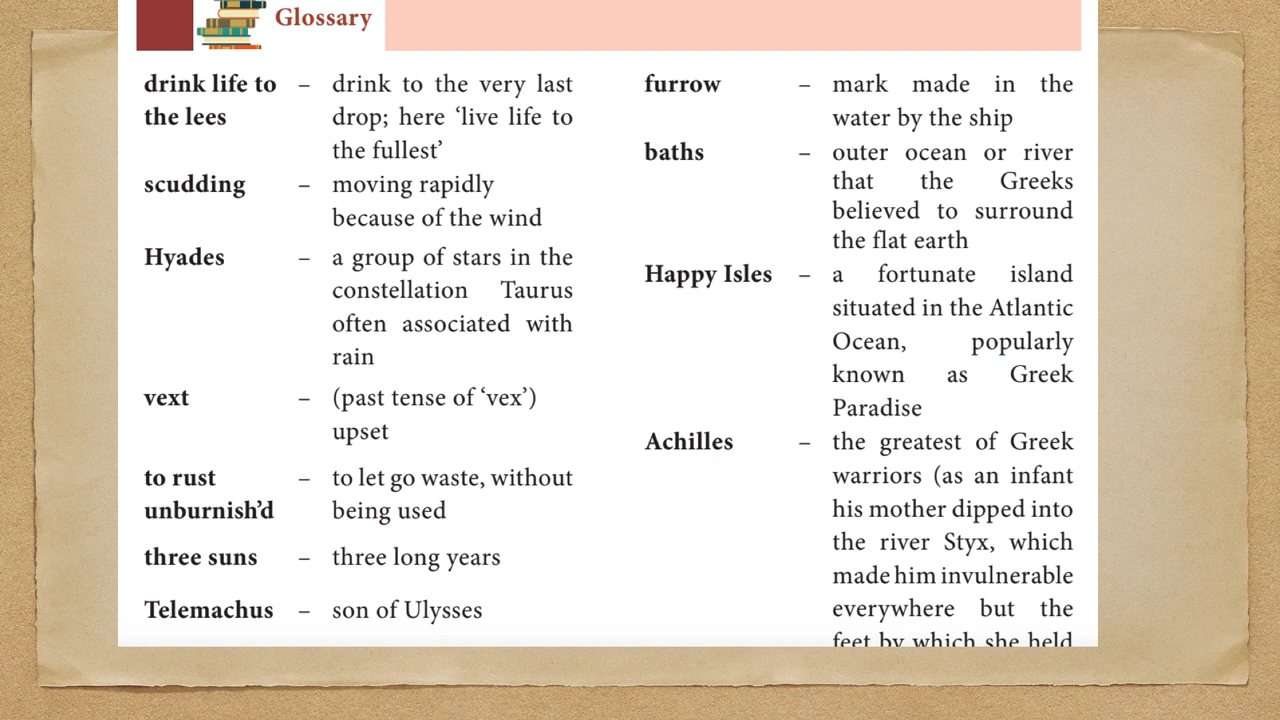 Glossary
drink life to – drink to the very last
the lees drop; here ‘live life to
the fullest’
scudding – moving rapidly
because of the wind
Hyades – a group of stars in the
constellation Taurus
often associated with
rain
vext – (past tense of ‘vex’)
upset
to rust – to let go waste, without
unburnish’d being used
three suns – three long years
Telemachus – son of Ulysses
furrow – mark made in the
water by the ship
baths – outer ocean or river
that the Greeks
believed to surround
the flat earth
Happy Isles – a fortunate island
situated in the Atlantic
Ocean, popularly
known as Greek
Paradise
Achilles – the greatest of Greek
warriors (as an infant
his mother dipped into
the river Styx, which
made him invulnerable
everywhere but the
feet by which she held